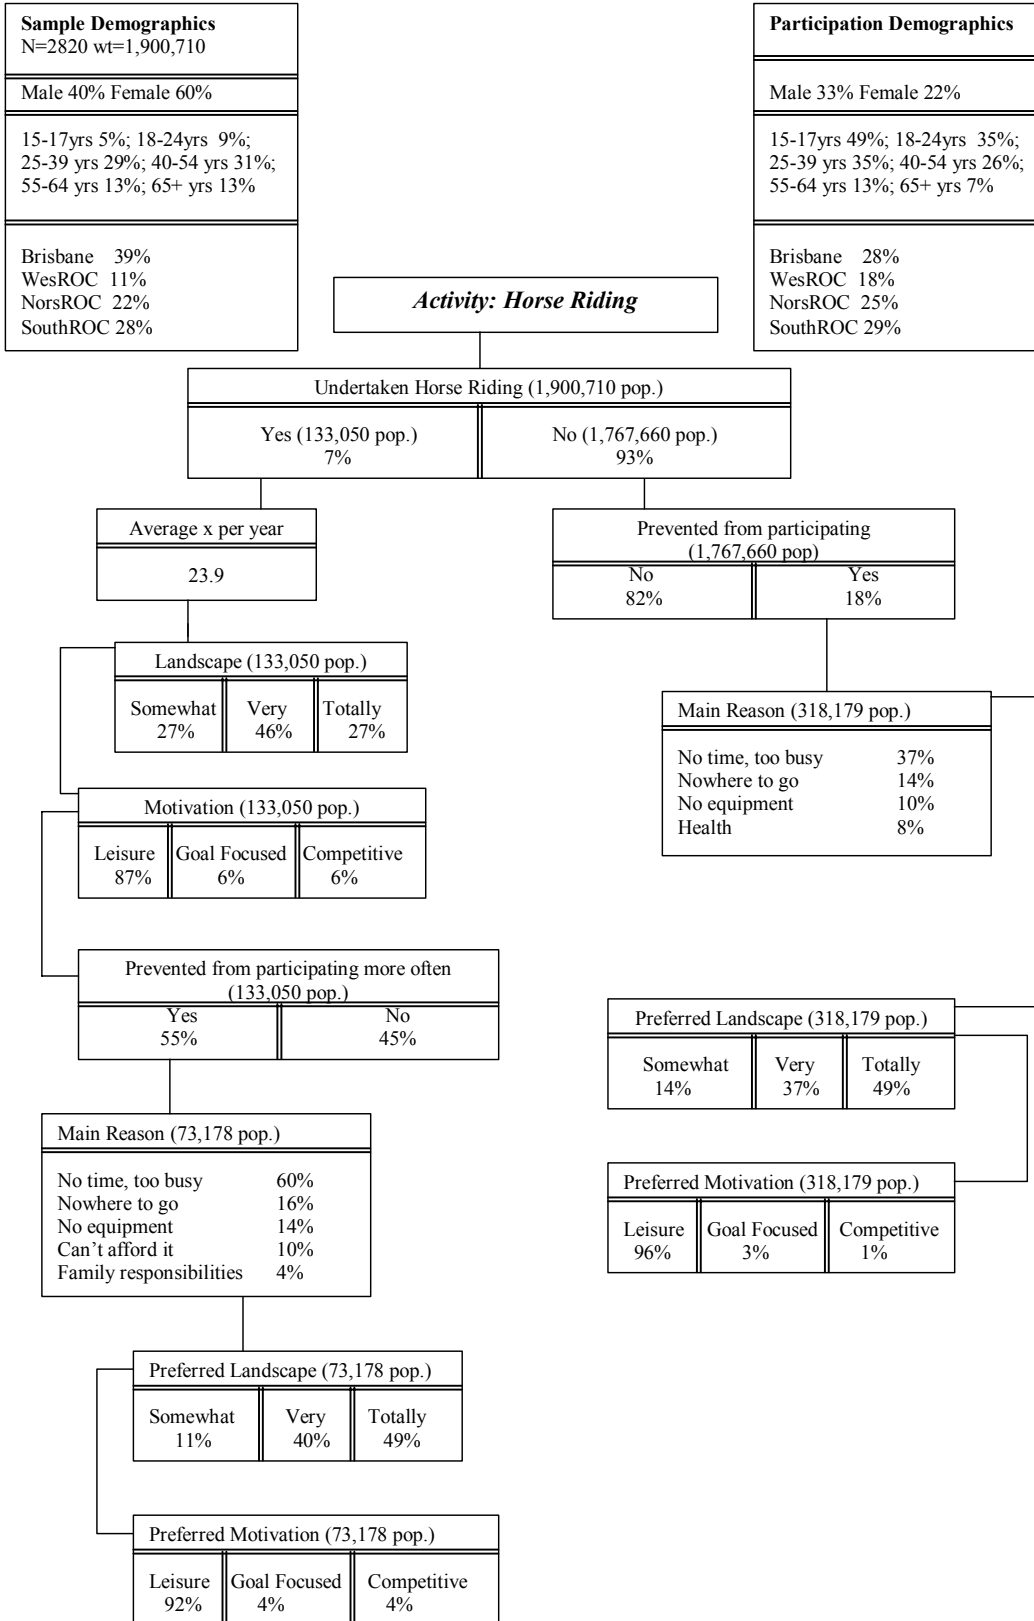 Sample Demographics
N=2820 wt=1,900,710
Male 40% Female 60%
15-17yrs 5%; 18-24yrs 9%;
25-39 yrs 29%; 40-54 yrs 31%;
55-64 yrs 13%; 65+ yrs 13%
Brisbane 39%
WesROC 11%
NorsROC 22%
SouthROC 28%
Participation Demographics
Male 33% Female 22%
15-17yrs 49%; 18-24yrs 35%;
25-39 yrs 35%; 40-54 yrs 26%;
55-64 yrs 13%; 65+ yrs 7%
Brisbane 28%
WesROC 18%
NorsROC 25%
SouthROC 29%
Activity: Horse Riding
Undertaken Horse Riding (1,900,710 pop.)
Yes (133,050 pop.)
7%
No (1,767,660 pop.)
93%
Average x per year
23.9
Prevented from participating
(1,767,660 pop)
No
82%
Yes
18%
Landscape (133,050 pop.)
Somewhat
27%
Very
46%
Totally
27%
Main Reason (318,179 pop.)
No time, too busy 37%
Nowhere to go 14%
No equipment 10%
Health 8%
Motivation (133,050 pop.)
Leisure
87%
Goal Focused
6%
Competitive
6%
Prevented from participating more often
(133,050 pop.)
Yes
55%
No
45%
Preferred Landscape (318,179 pop.)
Somewhat
14%
Very
37%
Totally
49%
Main Reason (73,178 pop.)
No time, too busy 60%
Nowhere to go 16%
No equipment 14%
Can't afford it 10%
Family responsibilities 4%
Preferred Motivation (318,179 pop.)
Leisure
96%
Goal Focused
3%
Competitive
1%
Preferred Landscape (73,178 pop.)
Somewhat
11%
Very
40%
Totally
49%
Preferred Motivation (73,178 pop.)
Leisure
92%
Goal Focused
4%
Competitive
4%